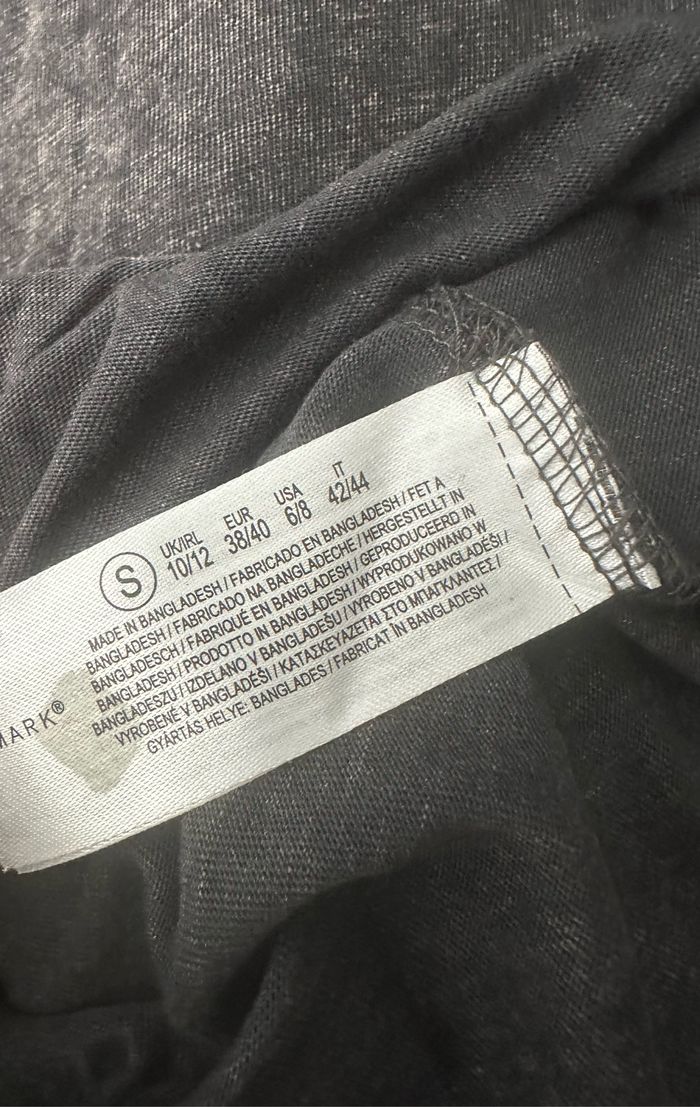 S
UK/IRL EUR USA IT
10/12 38/40 6/8 42/44
MADE IN BANGLADESH / FABRICADO EN BANGLADESH / FET A
BANGLADESH / FABRICADO NA BANGLADECHE / HERGESTELLT IN
BANGLADESCH / FABRIQUÉ EN BANGLADESH / GEPRODUCEERD IN
BANGLADESH / PRODOTTO IN BANGLADESH / WYPRODUKOWANO W
BANGLADESZU / IZDELANO V BANGLADEŠU / VYROBENO V BANGLADÉŠI /
VYROBENÉ V BANGLADÉŠI / ΚΑΤΑΣΚΕΥΑΖΕΤΑΙ ΣΤΟ ΜΠΑΓΚΛΑΝΤΕΣ /
GYÁRTÁS HELYE: BANGLADES / FABRICAT ÎN BANGLADESH
MARK®